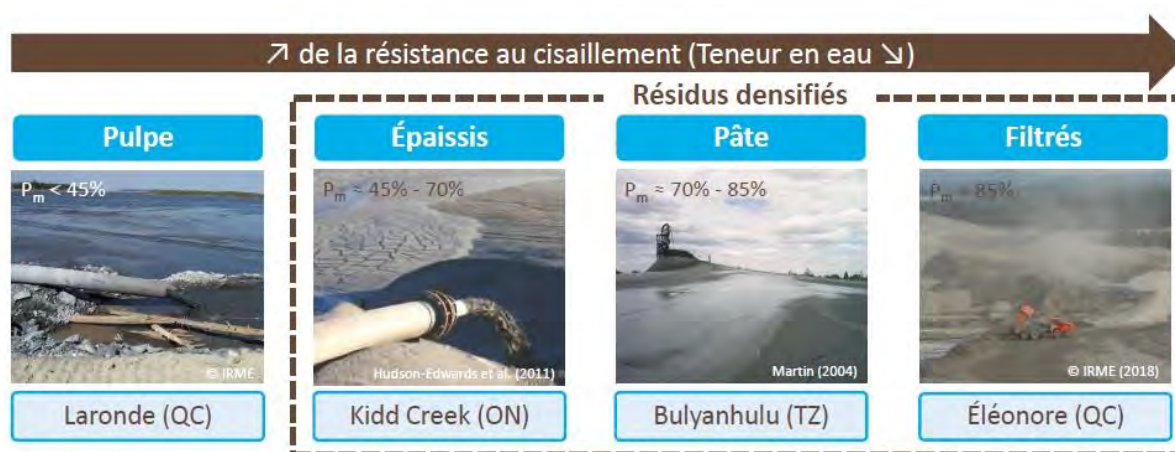 ↗ de la résistance au cisaillement (Teneur en eau ↘)
Résidus densifiés
Pulpe
Épaissis
Pâte
Filtrés
Pm < 45%
Pm ≈ 45% - 70%
Pm ≈ 70% - 85%
Pm ≈ 85%
© IRME
Hudson-Edwards et al. (2011)
Martin (2004)
© IRME (2018)
Laronde (QC)
Kidd Creek (ON)
Bulyanhulu (TZ)
Éléonore (QC)